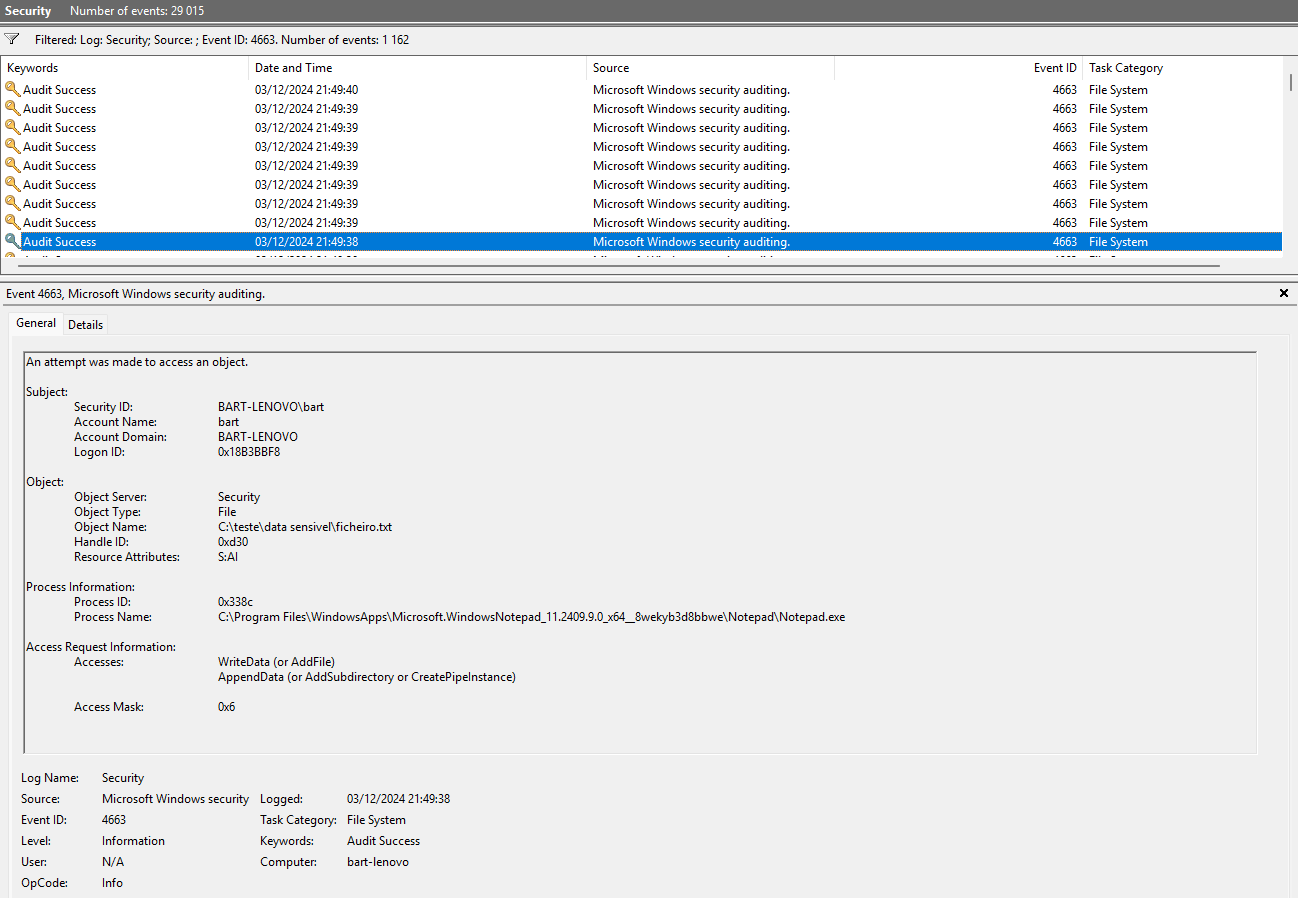 Security Number of events: 29 015
Filtered: Log: Security; Source: ; Event ID: 4663. Number of events: 1 162
Keywords Date and Time Source Event ID Task Category
Audit Success 03/12/2024 21:49:40 Microsoft Windows security auditing. 4663 File System
Audit Success 03/12/2024 21:49:39 Microsoft Windows security auditing. 4663 File System
Audit Success 03/12/2024 21:49:39 Microsoft Windows security auditing. 4663 File System
Audit Success 03/12/2024 21:49:39 Microsoft Windows security auditing. 4663 File System
Audit Success 03/12/2024 21:49:39 Microsoft Windows security auditing. 4663 File System
Audit Success 03/12/2024 21:49:39 Microsoft Windows security auditing. 4663 File System
Audit Success 03/12/2024 21:49:39 Microsoft Windows security auditing. 4663 File System
Audit Success 03/12/2024 21:49:39 Microsoft Windows security auditing. 4663 File System
Audit Success 03/12/2024 21:49:38 Microsoft Windows security auditing. 4663 File System
Event 4663, Microsoft Windows security auditing.
General Details
An attempt was made to access an object.
Subject:
Security ID: BART-LENOVO\bart
Account Name: bart
Account Domain: BART-LENOVO
Logon ID: 0x18B3BBF8
Object:
Object Server: Security
Object Type: File
Object Name: C:\teste\data sensivel\ficheiro.txt
Handle ID: 0xd30
Resource Attributes: S:AI
Process Information:
Process ID: 0x338c
Process Name: C:\Program Files\WindowsApps\Microsoft.WindowsNotepad_11.2409.9.0_x64__8wekyb3d8bbwe\Notepad\Notepad.exe
Access Request Information:
Accesses: WriteData (or AddFile)
AppendData (or AddSubdirectory or CreatePipeInstance)
Access Mask: 0x6
Log Name: Security
Source: Microsoft Windows security Logged: 03/12/2024 21:49:38
Event ID: 4663 Task Category: File System
Level: Information Keywords: Audit Success
User: N/A Computer: bart-lenovo
OpCode: Info